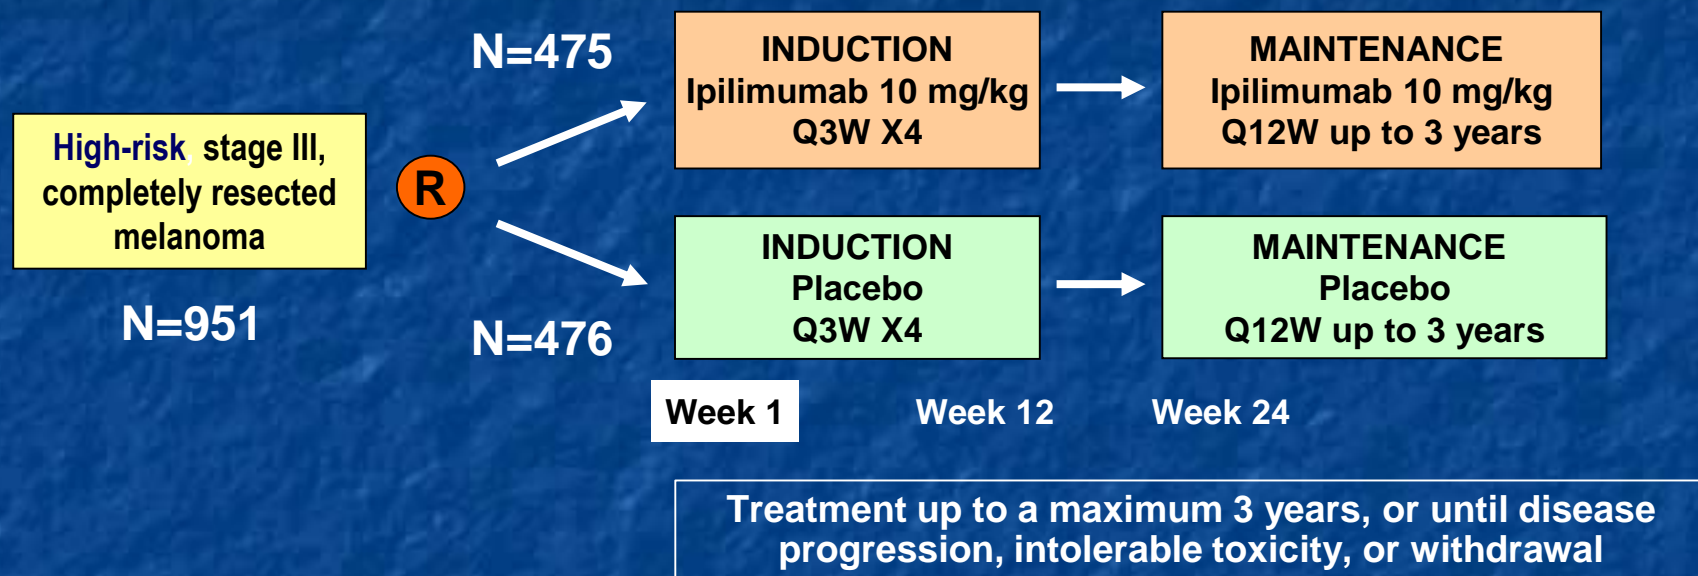 N=475
INDUCTION
Ipilimumab 10 mg/kg
Q3W X4
MAINTENANCE
Ipilimumab 10 mg/kg
Q12W up to 3 years
High-risk, stage III,
completely resected
melanoma
R
N=951
N=476
INDUCTION
Placebo
Q3W X4
MAINTENANCE
Placebo
Q12W up to 3 years
Week 1
Week 12
Week 24
Treatment up to a maximum 3 years, or until disease
progression, intolerable toxicity, or withdrawal